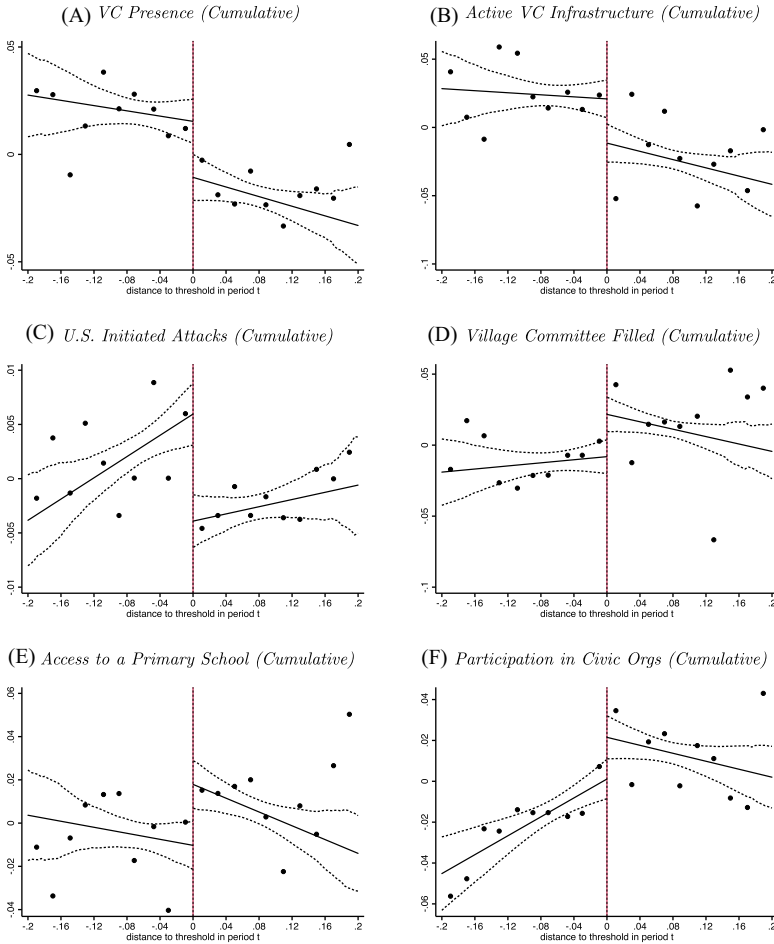 (A) VC Presence (Cumulative)
.05
0
-.05
-.2 -.16 -.12 -.08 -.04 0 .04 .08 .12 .16 .2
distance to threshold in period t
(B) Active VC Infrastructure (Cumulative)
.05
0
-.05
-.1
-.2 -.16 -.12 -.08 -.04 0 .04 .08 .12 .16 .2
distance to threshold in period t
(C) U.S. Initiated Attacks (Cumulative)
.01
.005
0
-.005
-.01
-.2 -.16 -.12 -.08 -.04 0 .04 .08 .12 .16 .2
distance to threshold in period t
(D) Village Committee Filled (Cumulative)
.05
0
-.05
-.1
-.2 -.16 -.12 -.08 -.04 0 .04 .08 .12 .16 .2
distance to threshold in period t
(E) Access to a Primary School (Cumulative)
.06
.04
.02
0
-.02
-.04
-.2 -.16 -.12 -.08 -.04 0 .04 .08 .12 .16 .2
distance to threshold in period t
(F) Participation in Civic Orgs (Cumulative)
.04
.02
0
-.02
-.04
-.06
-.2 -.16 -.12 -.08 -.04 0 .04 .08 .12 .16 .2
distance to threshold in period t